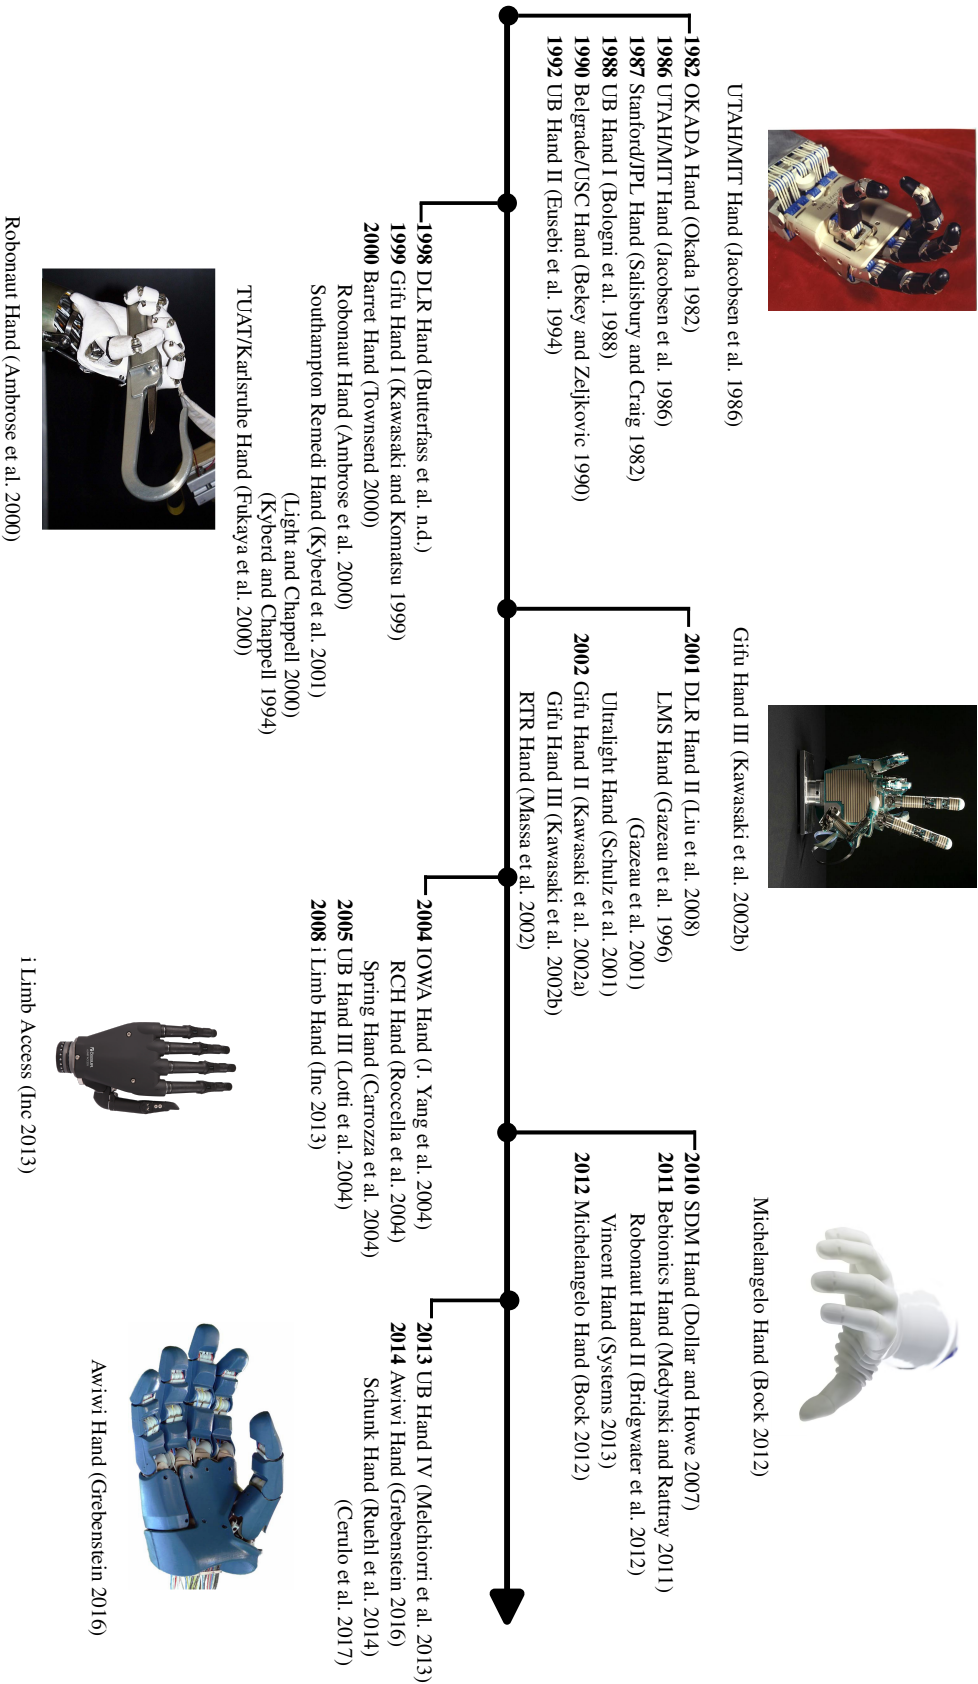 UTAH/MIT Hand (Jacobsen et al. 1986)
1982 OKADA Hand (Okada 1982)
1986 UTAH/MIT Hand (Jacobsen et al. 1986)
1987 Stanford/JPL Hand (Salisbury and Craig 1982)
1988 UB Hand I (Bologni et al. 1988)
1990 Belgrade/USC Hand (Bekey and Zeljkovic 1990)
1992 UB Hand II (Eusebi et al. 1994)
1998 DLR Hand (Butterfass et al. n.d.)
1999 Gifu Hand I (Kawasaki and Komatsu 1999)
2000 Barret Hand (Townsend 2000)
Robonaut Hand (Ambrose et al. 2000)
Southampton Remedi Hand (Kyberd et al. 2001)
(Light and Chappell 2000)
(Kyberd and Chappell 1994)
TUAT/Karlsruhe Hand (Fukaya et al. 2000)
Robonaut Hand (Ambrose et al. 2000)
Gifu Hand III (Kawasaki et al. 2002b)
2001 DLR Hand II (Liu et al. 2008)
LMS Hand (Gazeau et al. 1996)
(Gazeau et al. 2001)
Ultralight Hand (Schulz et al. 2001)
2002 Gifu Hand II (Kawasaki et al. 2002a)
Gifu Hand III (Kawasaki et al. 2002b)
RTR Hand (Massa et al. 2002)
2004 IOWA Hand (J. Yang et al. 2004)
RCH Hand (Roccella et al. 2004)
Spring Hand (Carrozza et al. 2004)
2005 UB Hand III (Lotti et al. 2004)
2008 i Limb Hand (Inc 2013)
i Limb Access (Inc 2013)
Michelangelo Hand (Bock 2012)
2010 SDM Hand (Dollar and Howe 2007)
2011 Bebionics Hand (Medynski and Rattray 2011)
Robonaut Hand II (Bridgwater et al. 2012)
Vincent Hand (Systems 2013)
2012 Michelangelo Hand (Bock 2012)
2013 UB Hand IV (Melchiorri et al. 2013)
2014 Awiwi Hand (Grebenstein 2016)
Schunk Hand (Ruehl et al. 2014)
(Cerulo et al. 2017)
Awiwi Hand (Grebenstein 2016)